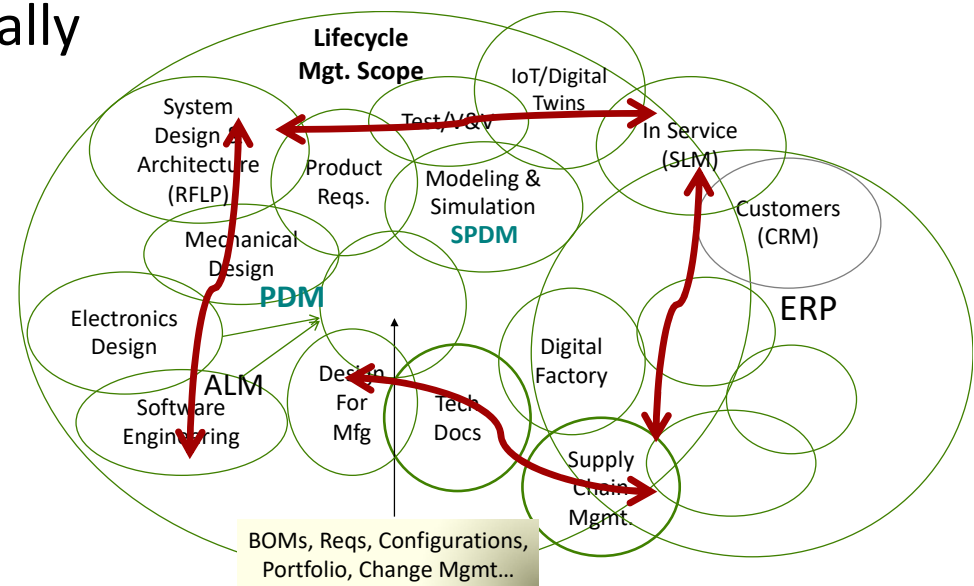 ally
Lifecycle
Mgt. Scope
IoT/Digital
Twins
System
Design &
Architecture
(RFLP)
Test/V&V
In Service
(SLM)
Product
Reqs.
Modeling &
Simulation
SPDM
Customers
(CRM)
Mechanical
Design
PDM
ERP
Electronics
Design
ALM
Software
Engineering
Design
For
Mfg
Tech
Docs
Digital
Factory
Supply
Chain
Mgmt.
BOMs, Reqs, Configurations,
Portfolio, Change Mgmt…